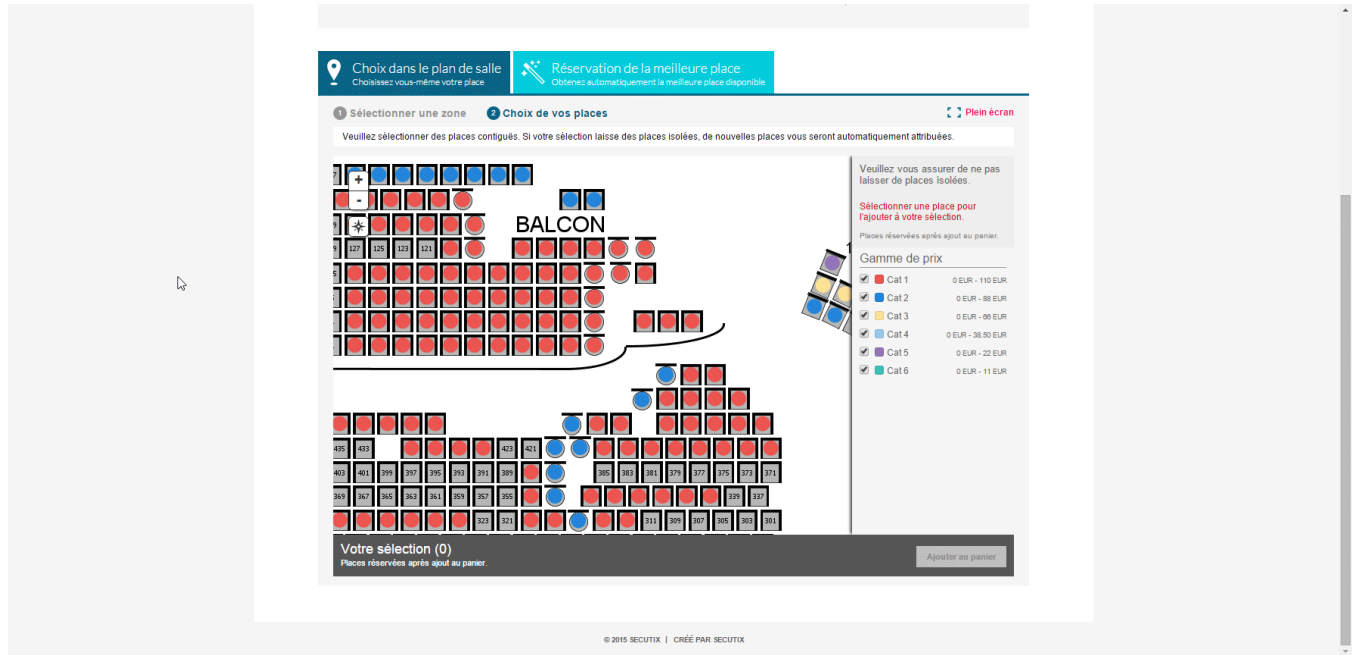 Choix dans le plan de salle
Choisissez vous-même votre place
Réservation de la meilleure place
Obtenez automatiquement la meilleure place disponible
1 Sélectionner une zone
2 Choix de vos places
Plein écran
Veuillez sélectionner des places contiguës. Si votre sélection laisse des places isolées, de nouvelles places vous seront automatiquement attribuées.
+
-
BALCON
127 125 123 121
435 433 423 421
403 401 399 397 395 393 391 389 385 383 381 379 377 375 373 371
369 367 365 363 361 359 357 355 339 337
323 321 311 309 307 305 303 301
Veuillez vous assurer de ne pas
laisser de places isolées.
Sélectionner une place pour
l'ajouter à votre sélection.
Places réservées après ajout au panier.
Gamme de prix
Cat 1 0 EUR - 110 EUR
Cat 2 0 EUR - 88 EUR
Cat 3 0 EUR - 66 EUR
Cat 4 0 EUR - 38.50 EUR
Cat 5 0 EUR - 22 EUR
Cat 6 0 EUR - 11 EUR
Votre sélection (0)
Places réservées après ajout au panier.
Ajouter au panier
© 2015 SECUTIX | CRÉÉ PAR SECUTIX